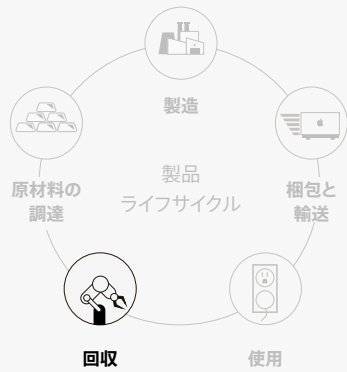 製造
原材料の
調達
製品
ライフサイクル
梱包と
輸送
回収
使用